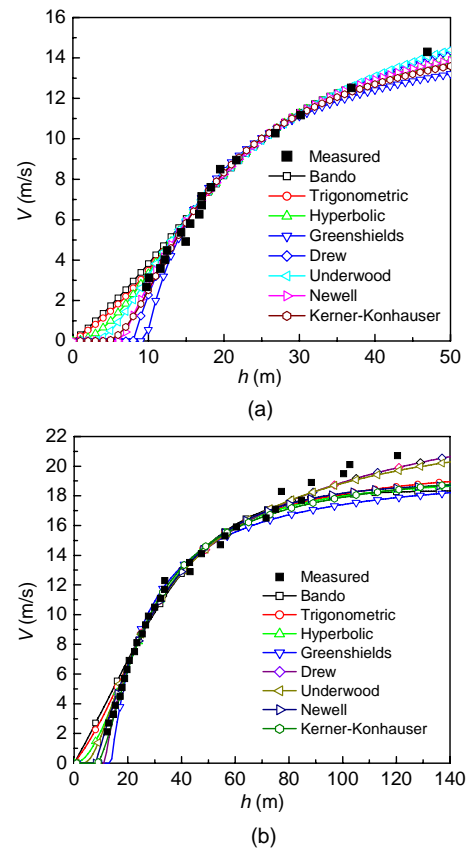 (a)
16
14
12
10
8
6
4
2
0
V (m/s)
Measured
Bando
Trigonometric
Hyperbolic
Greenshields
Drew
Underwood
Newell
Kerner-Konhauser
0 10 20 30 40 50
h (m)
(a)
22
20
18
16
14
12
10
8
6
4
2
0
V (m/s)
Measured
Bando
Trigonometric
Hyperbolic
Greenshields
Drew
Underwood
Newell
Kerner-Konhauser
0 20 40 60 80 100 120 140
h (m)
(b)